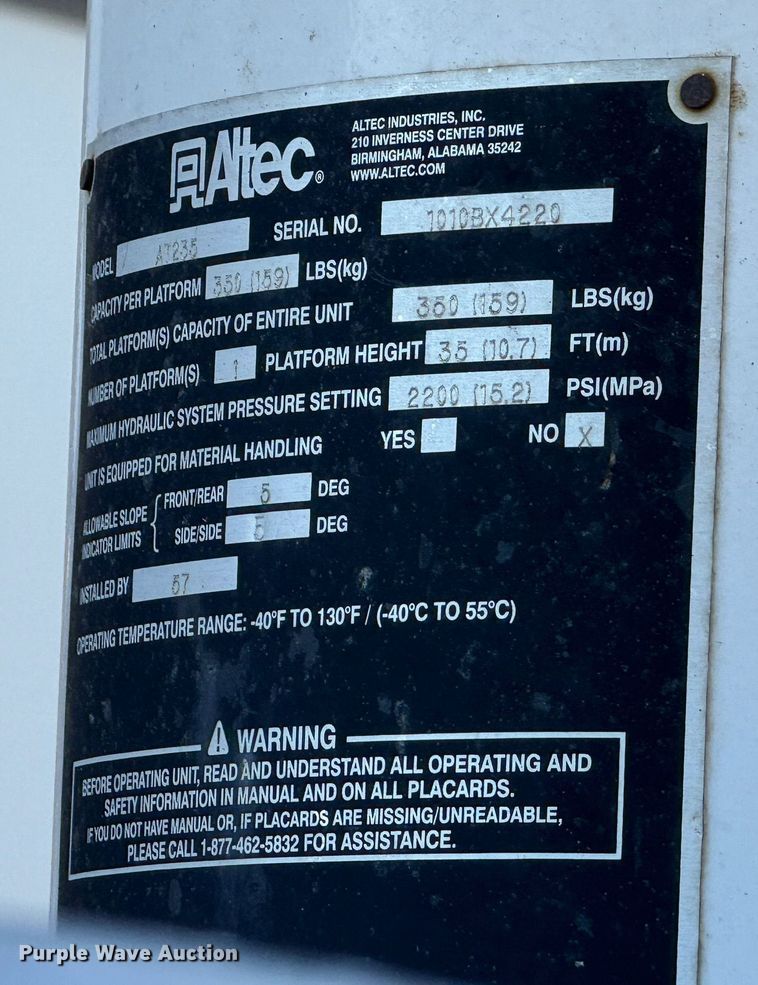 Altec®
ALTEC INDUSTRIES, INC.
210 INVERNESS CENTER DRIVE
BIRMINGHAM, ALABAMA 35242
WWW.ALTEC.COM
MODEL AT235 SERIAL NO. 1010BX4220
CAPACITY PER PLATFORM 350 (159) LBS(kg)
TOTAL PLATFORM(S) CAPACITY OF ENTIRE UNIT 350 (159) LBS(kg)
NUMBER OF PLATFORM(S) 1 PLATFORM HEIGHT 35 (10.7) FT(m)
MAXIMUM HYDRAULIC SYSTEM PRESSURE SETTING 2200 (15.2) PSI(MPa)
UNIT IS EQUIPPED FOR MATERIAL HANDLING YES NO X
ALLOWABLE SLOPE INDICATOR LIMITS { FRONT/REAR 5 DEG
SIDE/SIDE 5 DEG
INSTALLED BY 57
OPERATING TEMPERATURE RANGE: -40°F TO 130°F / (-40°C TO 55°C)
⚠ WARNING
BEFORE OPERATING UNIT, READ AND UNDERSTAND ALL OPERATING AND
SAFETY INFORMATION IN MANUAL AND ON ALL PLACARDS.
IF YOU DO NOT HAVE MANUAL OR, IF PLACARDS ARE MISSING/UNREADABLE,
PLEASE CALL 1-877-462-5832 FOR ASSISTANCE.
Purple Wave Auction